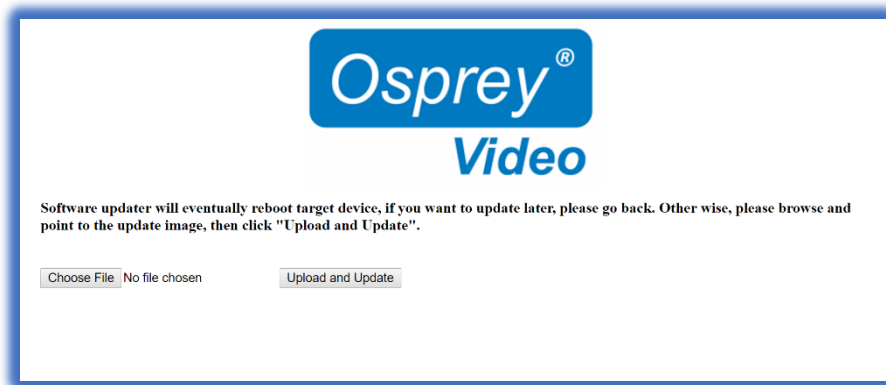 Osprey®
Video
Software updater will eventually reboot target device, if you want to update later, please go back. Other wise, please browse and
point to the update image, then click "Upload and Update".
Choose File No file chosen Upload and Update